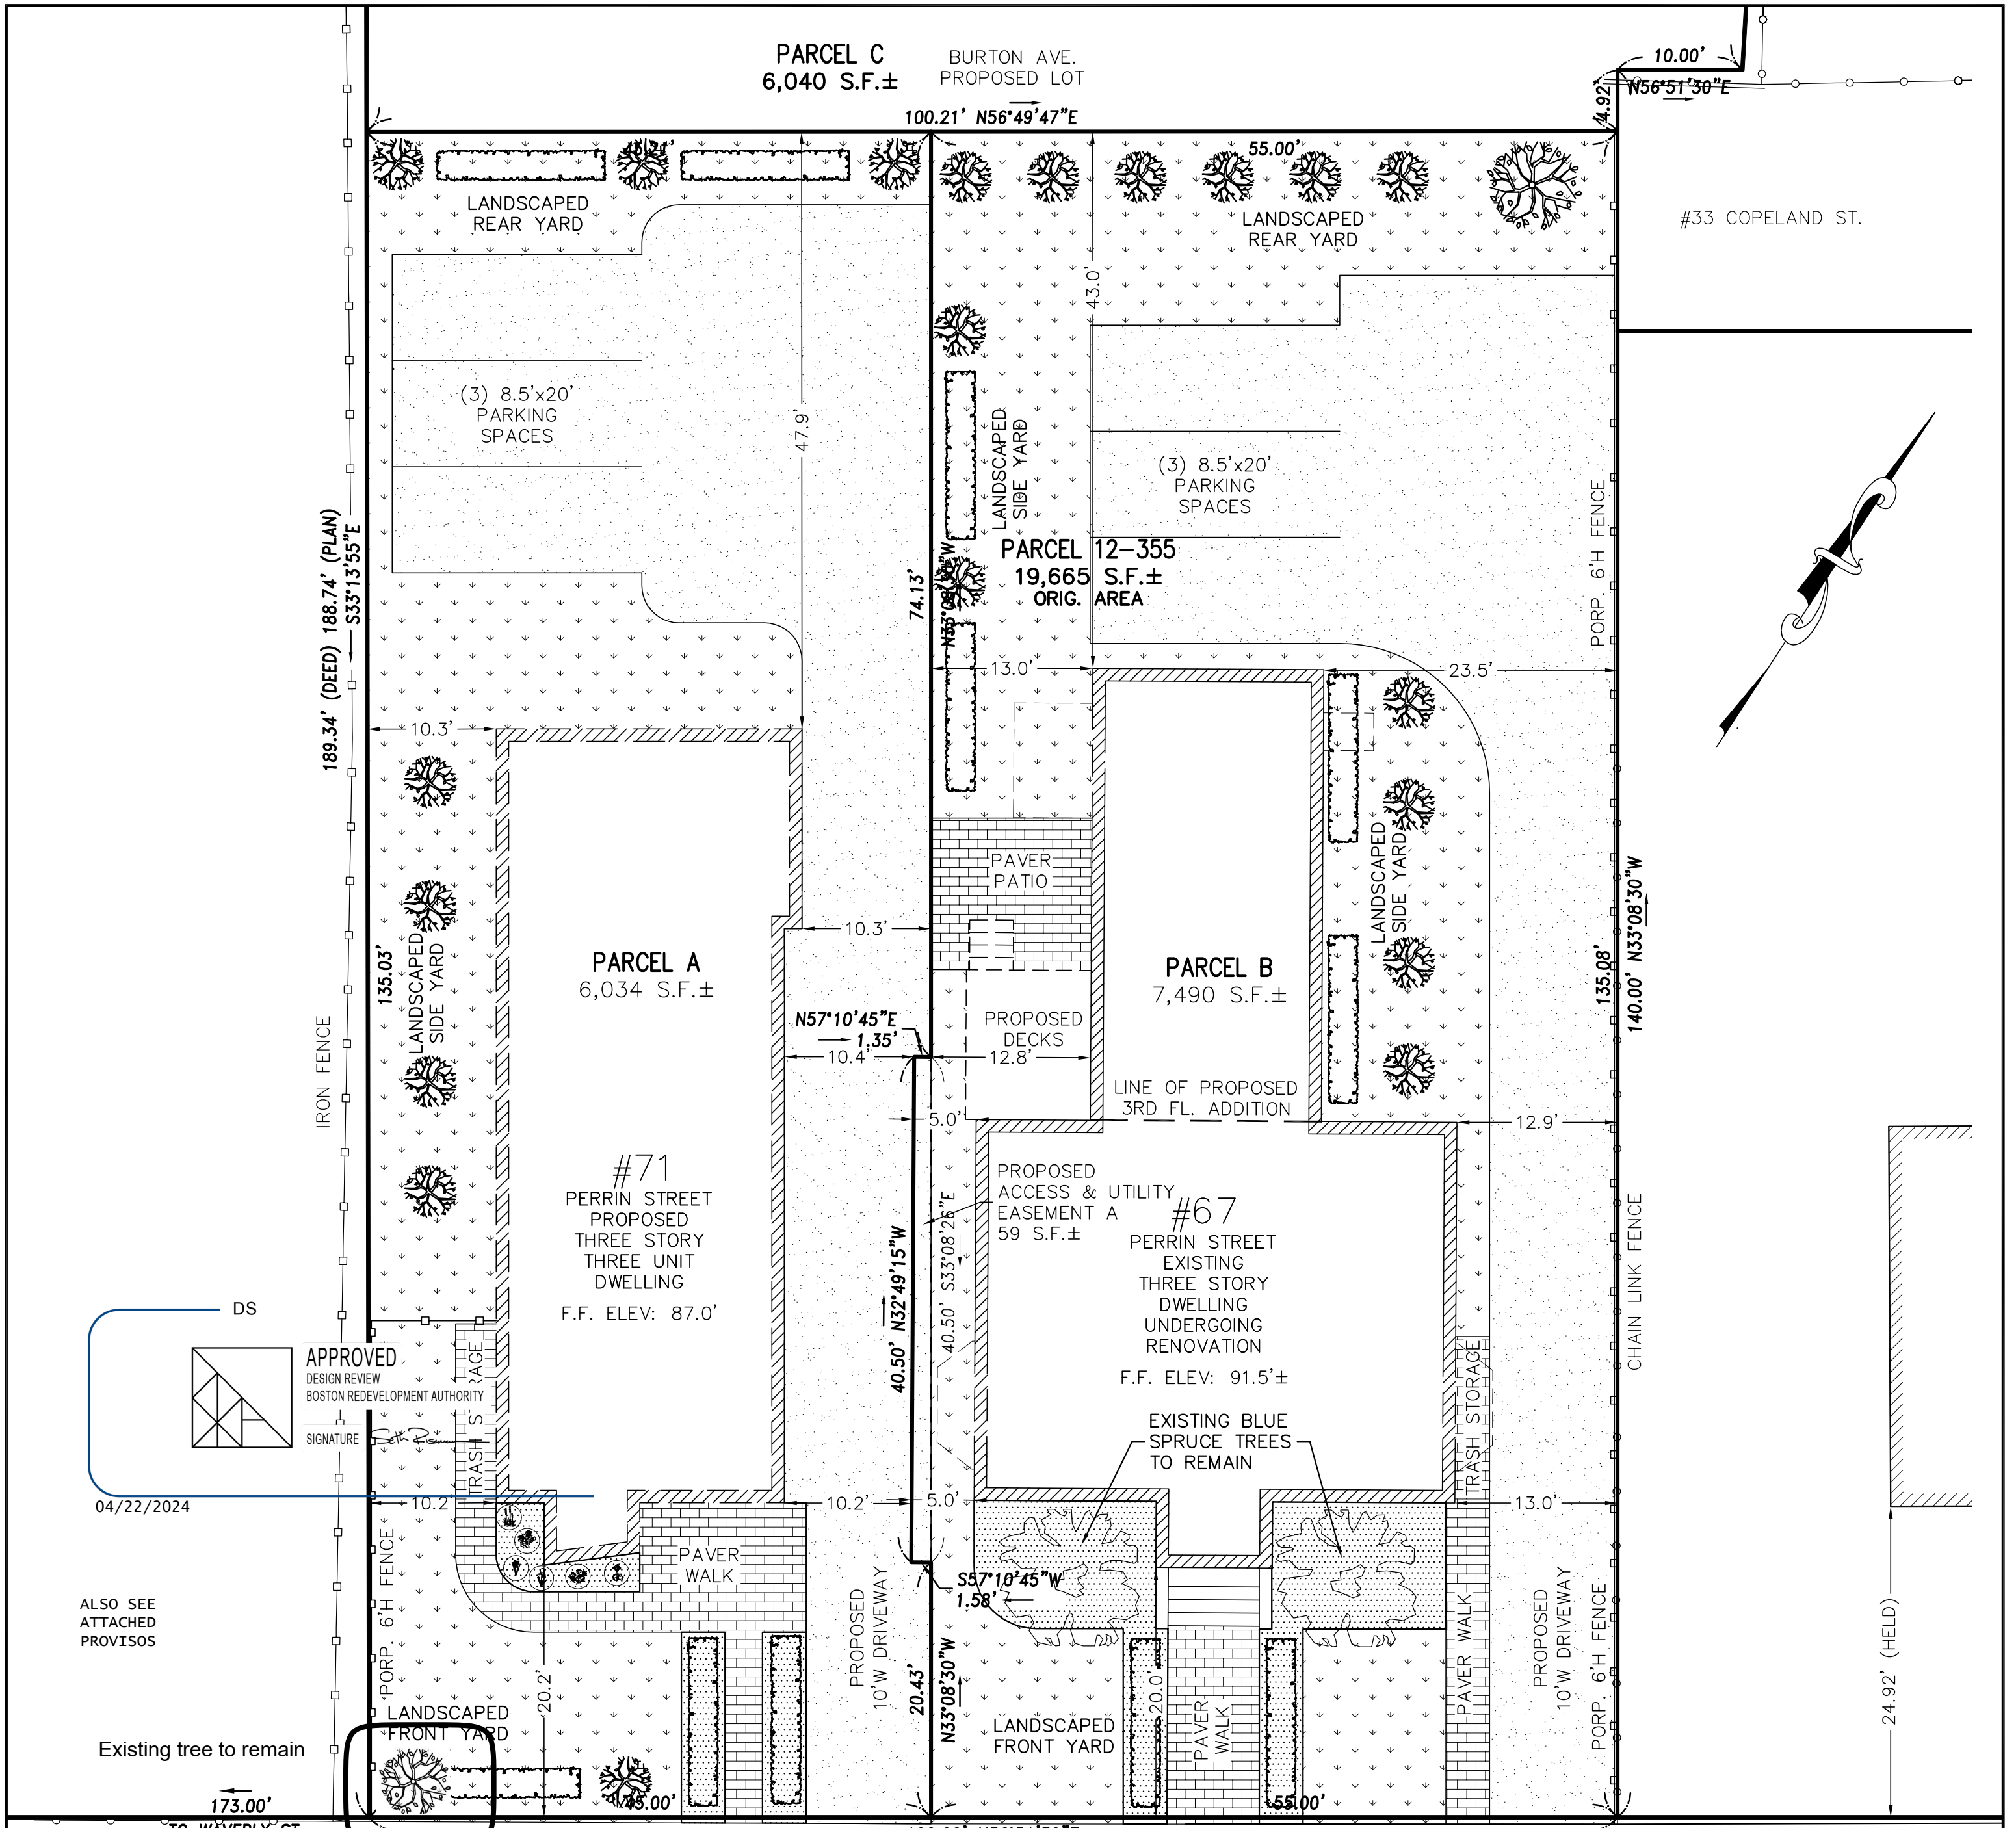 PARCEL C
6,040 S.F.±
BURTON AVE.
PROPOSED LOT
100.21' N56°49'47"E
10.00'
N56°51'30"E
4.92'
55.00'
LANDSCAPED
REAR YARD
LANDSCAPED
REAR YARD
#33 COPELAND ST.
43.0'
47.9'
(3) 8.5'x20'
PARKING
SPACES
(3) 8.5'x20'
PARKING
SPACES
LANDSCAPED
SIDE YARD
PARCEL 12-355
19,665 S.F.±
ORIG. AREA
74.13'
N33°08'30"W
189.34' (DEED) 188.74' (PLAN)
S33°13'55"E
PORP. 6'H FENCE
13.0'
23.5'
10.3'
PAVER
PATIO
LANDSCAPED
SIDE YARD
10.3'
PARCEL A
6,034 S.F.±
PARCEL B
7,490 S.F.±
135.03'
LANDSCAPED
SIDE YARD
135.08'
140.00' N33°08'30"W
IRON FENCE
N57°10'45"E
1.35'
10.4'
PROPOSED
DECKS
12.8'
LINE OF PROPOSED
3RD FL. ADDITION
5.0'
12.9'
#71
PERRIN STREET
PROPOSED
THREE STORY
THREE UNIT
DWELLING
F.F. ELEV: 87.0'
PROPOSED
ACCESS & UTILITY
EASEMENT A
59 S.F.±
#67
PERRIN STREET
EXISTING
THREE STORY
DWELLING
UNDERGOING
RENOVATION
F.F. ELEV: 91.5'±
40.50' N32°49'15"W
40.50' S33°08'26"E
CHAIN LINK FENCE
DS
APPROVED
DESIGN REVIEW
BOSTON REDEVELOPMENT AUTHORITY
SIGNATURE
04/22/2024
TRASH S AGE
TRASH STORAGE
EXISTING BLUE
SPRUCE TREES
TO REMAIN
10.2'
10.2'
5.0'
13.0'
PAVER
WALK
S57°10'45"W
1.58'
PORP. 6'H FENCE
ALSO SEE
ATTACHED
PROVISOS
PROPOSED
10'W DRIVEWAY
20.43'
N33°08'30"W
20.2'
20.0'
PAVER
WALK
PAVER WALK
PROPOSED
10'W DRIVEWAY
PORP. 6'H FENCE
24.92' (HELD)
LANDSCAPED
FRONT YARD
LANDSCAPED
FRONT YARD
Existing tree to remain
173.00'
45.00'
55.00'
TO WAVERLY ST.